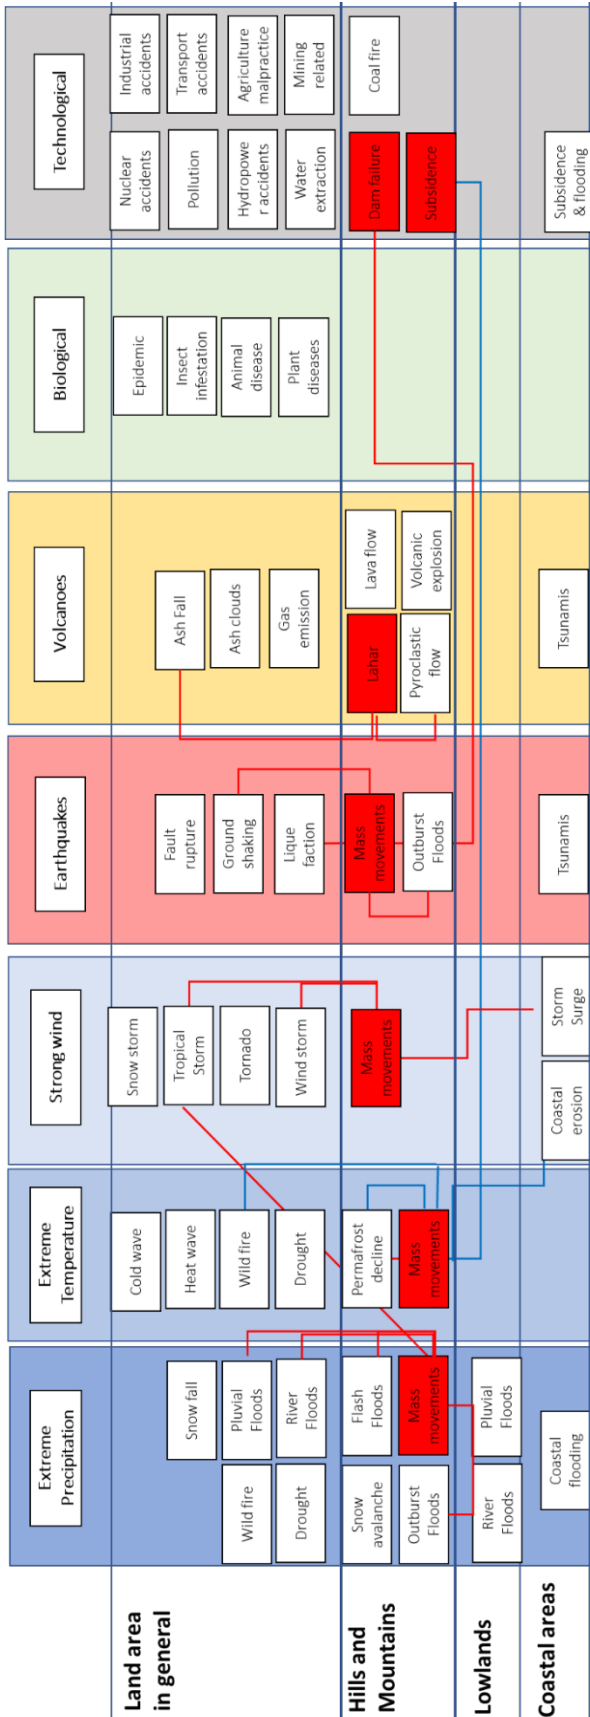 Extreme
Precipitation
Extreme
Temperature
Strong wind
Earthquakes
Volcanoes
Biological
Technological
Land area
in general
Wild fire
Drought
Snow fall
Pluvial
Floods
River
Floods
Cold wave
Heat wave
Wild fire
Drought
Snow storm
Tropical
Storm
Tornado
Wind storm
Fault
rupture
Ground
shaking
Lique
faction
Ash Fall
Ash clouds
Gas
emission
Epidemic
Insect
infestation
Animal
disease
Plant
diseases
Nuclear
accidents
Pollution
Hydropowe
r accidents
Water
extraction
Industrial
accidents
Transport
accidents
Agriculture
malpractice
Mining
related
Hills and
Mountains
Snow
avalanche
Outburst
Floods
Flash
Floods
Mass
movements
Permafrost
decline
Mass
movements
Mass
movements
Mass
movements
Outburst
Floods
Lahar
Pyroclastic
flow
Lava flow
Volcanic
explosion
Dam failure
Subsidence
Coal fire
Lowlands
River
Floods
Pluvial
Floods
Coastal areas
Coastal
flooding
Coastal
erosion
Storm
Surge
Tsunamis
Tsunamis
Subsidence
& flooding